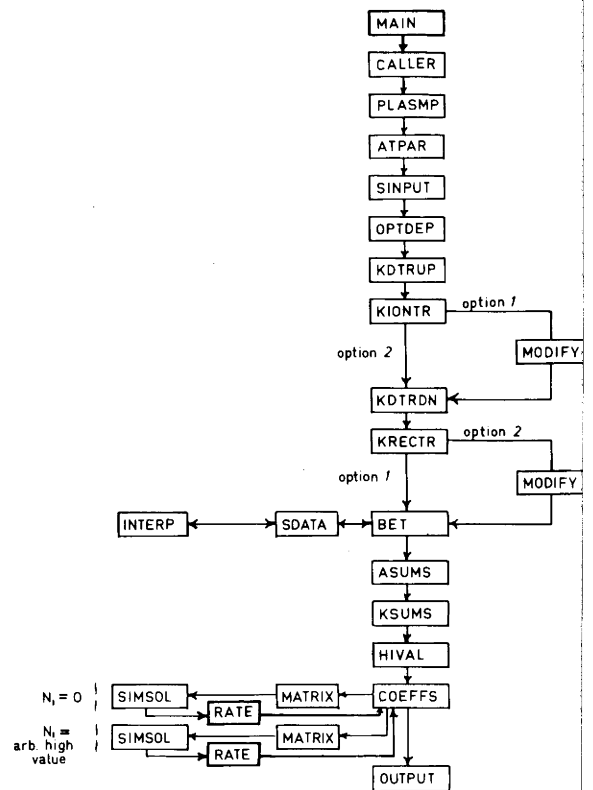 MAIN
CALLER
PLASMP
ATPAR
SINPUT
OPTDEP
KDTRUP
KIONTR
option 1
option 2
MODIFY
KDTRDN
KRECTR
option 2
option 1
MODIFY
INTERP
SDATA
BET
ASUMS
KSUMS
HIVAL
N₁ = 0
SIMSOL
MATRIX
COEFFS
RATE
N₁ =
arb. high
value
SIMSOL
MATRIX
RATE
OUTPUT